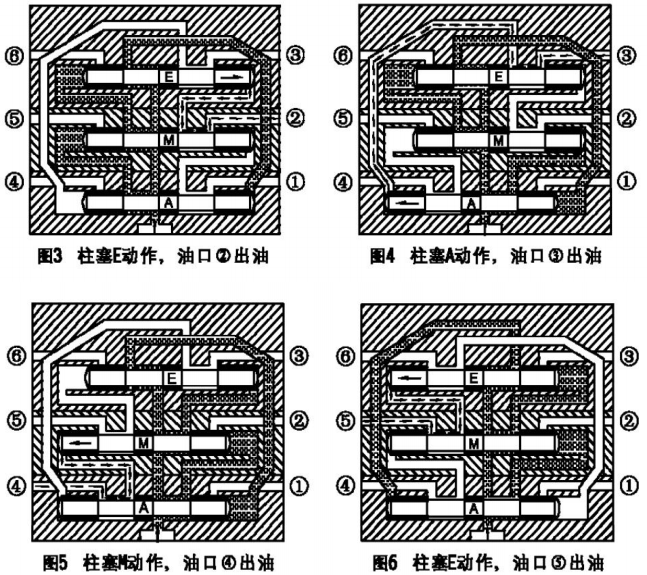 ⑥ ③
E
⑤ ②
M
④ ①
A
图3 柱塞E动作，油口②出油
⑥ ③
E
⑤ ②
M
④ ①
A
图4 柱塞A动作，油口③出油
⑥ ③
E
⑤ ②
M
④ ①
A
图5 柱塞M动作，油口④出油
⑥ ③
E
⑤ ②
M
④ ①
A
图6 柱塞E动作，油口⑤出油